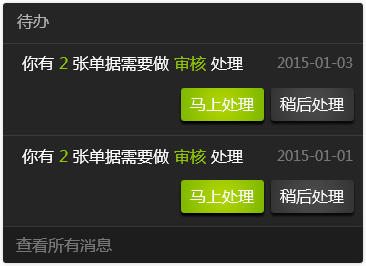 待办
你有 2 张单据需要做 审核 处理 2015-01-03
马上处理 稍后处理
你有 2 张单据需要做 审核 处理 2015-01-01
马上处理 稍后处理
查看所有消息